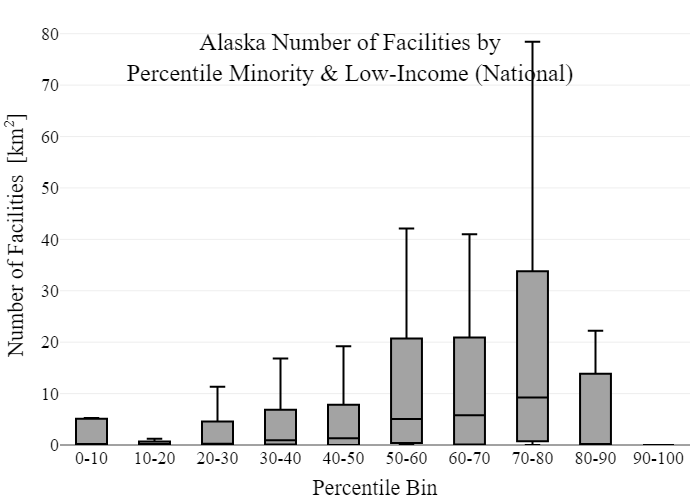 Alaska Number of Facilities by
Percentile Minority & Low-Income (National)
Number of Facilities [km²]
80
70
60
50
40
30
20
10
0
0-10 10-20 20-30 30-40 40-50 50-60 60-70 70-80 80-90 90-100
Percentile Bin